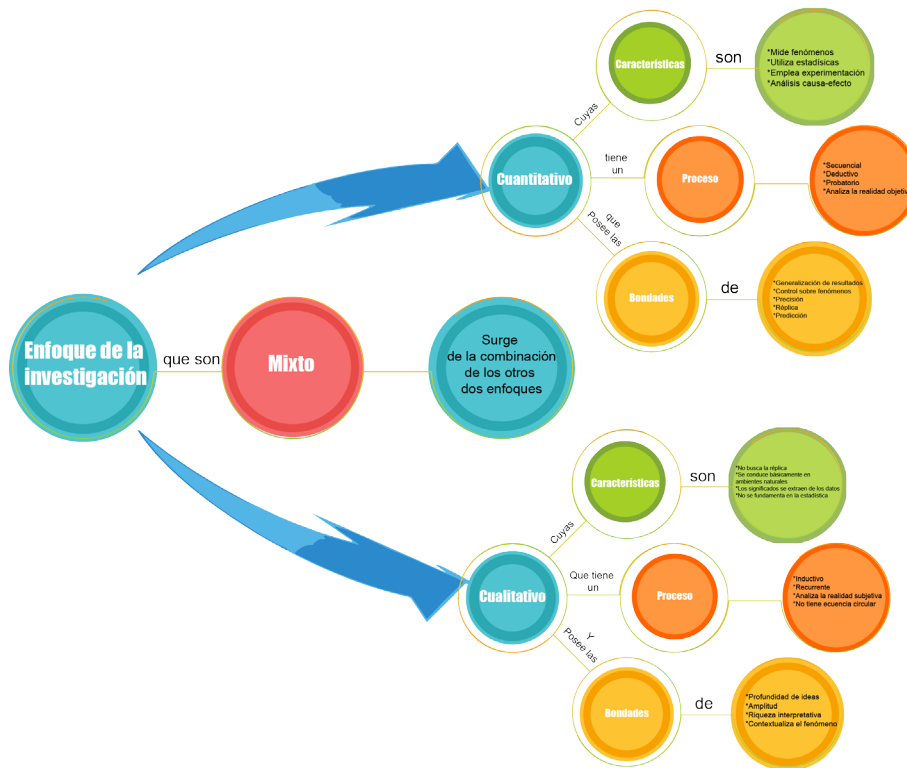 Características
son
*Mide fenómenos
*Utiliza estadísicas
*Emplea experimentación
*Análisis causa-efecto
Cuyas
Cuantitativo
tiene
un
Proceso
*Secuencial
*Deductivo
*Probatorio
*Analiza la realidad objetiv
que
Posee las
Bondades
de
*Generalización de resultados
*Control sobre fenómenos
*Precisión
*Réplica
*Predicción
Enfoque de la
investigación
que son
Mixto
Surge
de la combinación
de los otros
dos enfoques
Características
son
*No busca la réplica
*Se conduce básicamente en
ambientes naturales
*Los significados se extraen de los datos
*No se fundamenta en la estadística
Cuyas
Cualitativo
Que tiene
un
Proceso
*Inductivo
*Recurrente
*Analiza la realidad subjetiva
*No tiene ecuencia circular
Y
Posee las
Bondades
de
*Profundidad de ideas
*Amplitud
*Riqueza interpretativa
*Contextualiza el fenómeno